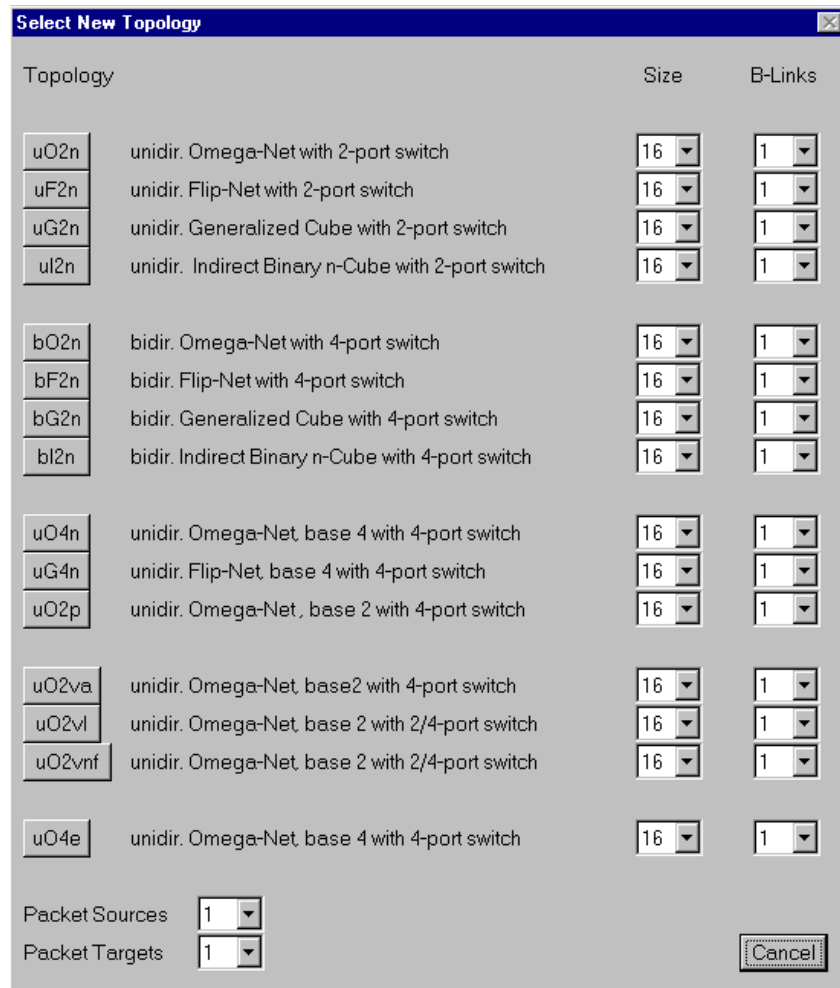 Select New Topology
Topology Size B-Links
uO2n unidir. Omega-Net with 2-port switch 16 1
uF2n unidir. Flip-Net with 2-port switch 16 1
uG2n unidir. Generalized Cube with 2-port switch 16 1
uI2n unidir. Indirect Binary n-Cube with 2-port switch 16 1
bO2n bidir. Omega-Net with 4-port switch 16 1
bF2n bidir. Flip-Net with 4-port switch 16 1
bG2n bidir. Generalized Cube with 4-port switch 16 1
bI2n bidir. Indirect Binary n-Cube with 4-port switch 16 1
uO4n unidir. Omega-Net, base 4 with 4-port switch 16 1
uG4n unidir. Flip-Net, base 4 with 4-port switch 16 1
uO2p unidir. Omega-Net , base 2 with 4-port switch 16 1
uO2va unidir. Omega-Net, base2 with 4-port switch 16 1
uO2vl unidir. Omega-Net, base 2 with 2/4-port switch 16 1
uO2vnf unidir. Omega-Net, base 2 with 2/4-port switch 16 1
uO4e unidir. Omega-Net, base 4 with 4-port switch 16 1
Packet Sources 1
Packet Targets 1
Cancel